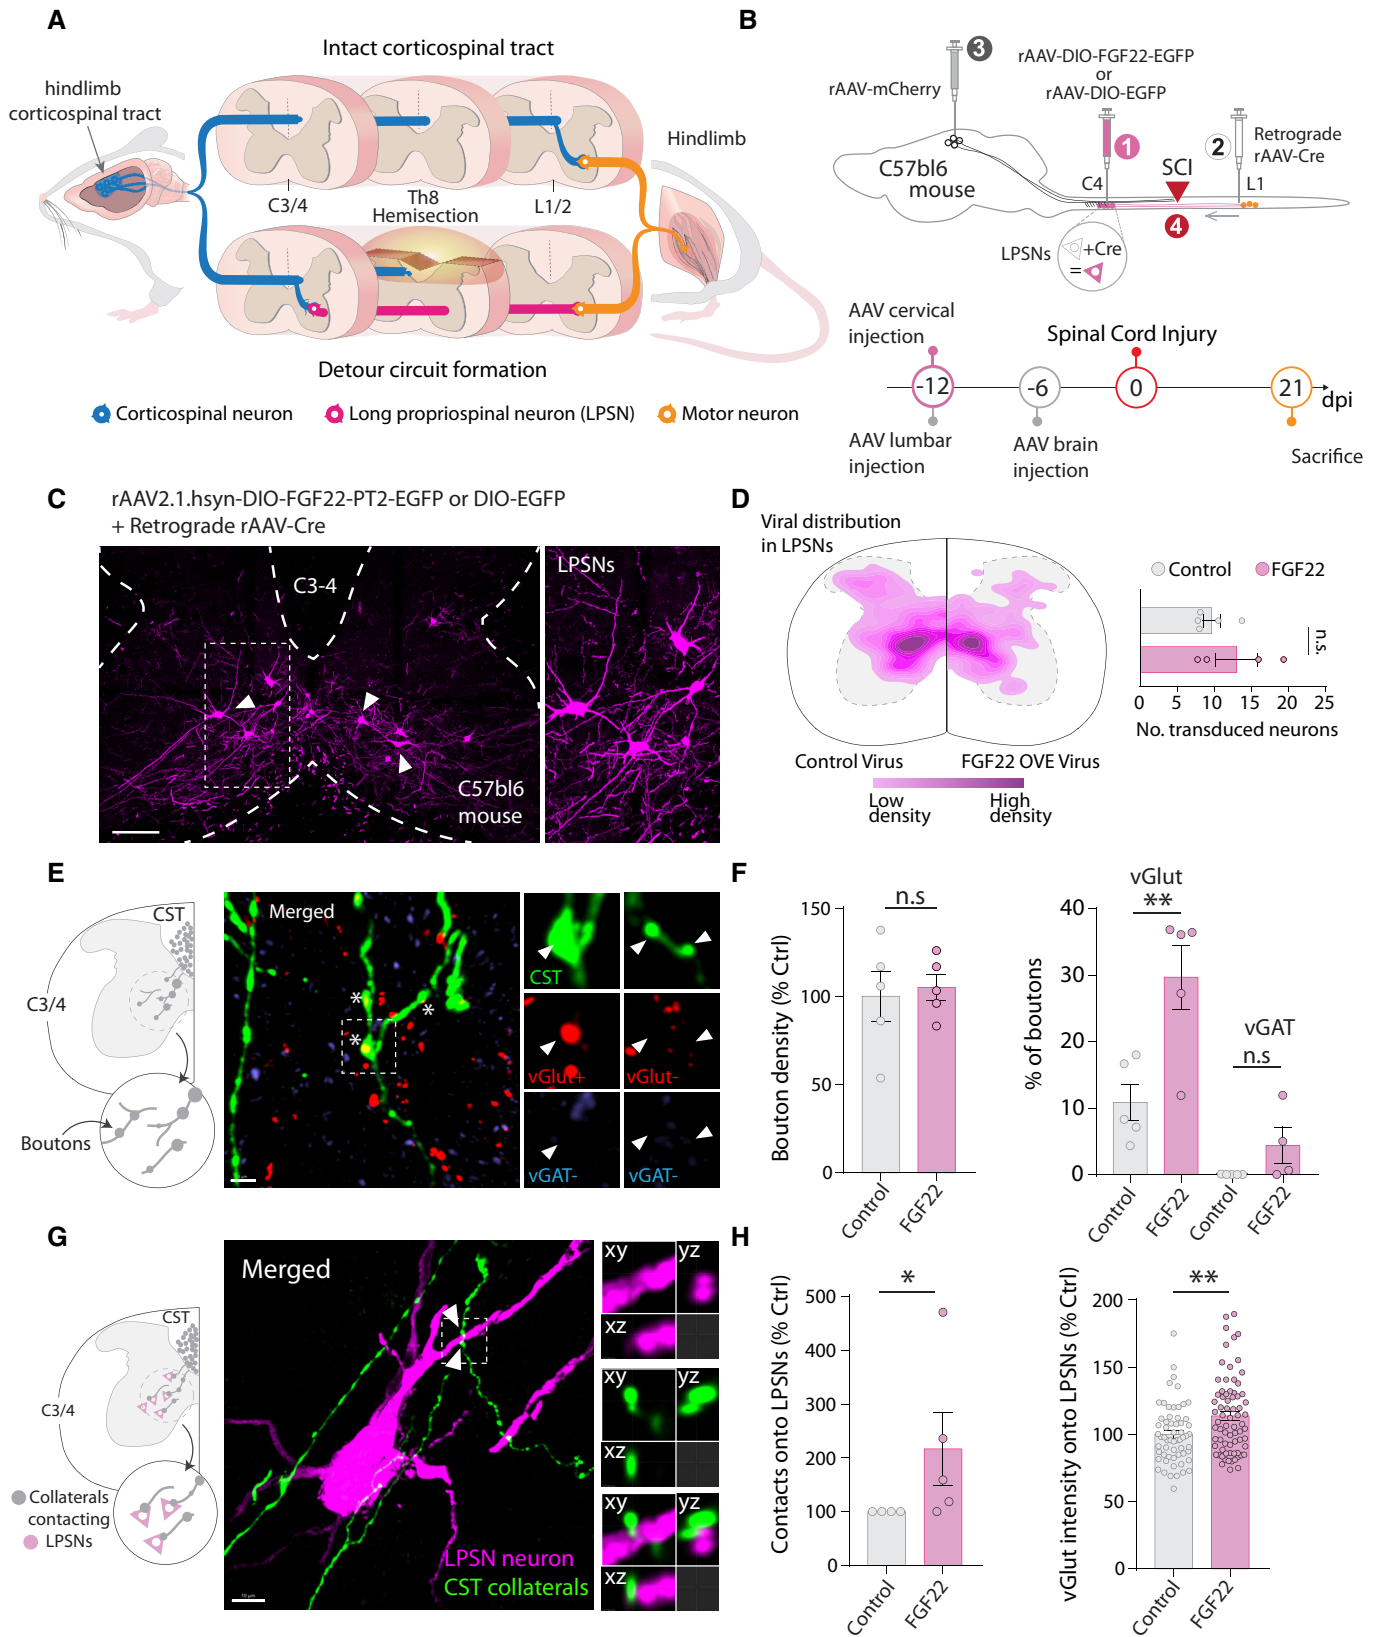 A
Intact corticospinal tract
hindlimb
corticospinal tract
Hindlimb
C3/4
Th8
Hemisection
L1/2
Detour circuit formation
Corticospinal neuron
Long propriospinal neuron (LPSN)
Motor neuron
B
3
rAAV-DIO-FGF22-EGFP
or
rAAV-DIO-EGFP
rAAV-mCherry
1
2
Retrograde
rAAV-Cre
C57bl6
mouse
C4
SCI
L1
4
LPSNs
+Cre
=
AAV cervical
injection
Spinal Cord Injury
-12
-6
0
21
dpi
AAV lumbar
injection
AAV brain
injection
Sacrifice
C
rAAV2.1.hsyn-DIO-FGF22-PT2-EGFP or DIO-EGFP
+ Retrograde rAAV-Cre
C3-4
LPSNs
C57bl6
mouse
D
Viral distribution
in LPSNs
Control Virus
FGF22 OVE Virus
Low
density
High
density
Control
FGF22
n.s.
0 5 10 15 20 25
No. transduced neurons
E
CST
C3/4
Boutons
Merged
* * *
CST
vGlut+
vGlut-
vGAT-
vGAT-
F
n.s
Bouton density (% Ctrl)
150
100
50
0
Control
FGF22
vGlut
**
vGAT
n.s
% of boutons
40
30
20
10
0
Control
FGF22
Control
FGF22
G
CST
C3/4
Collaterals
contacting
LPSNs
Merged
LPSN neuron
CST collaterals
10 µm
xy
yz
xz
xy
yz
xz
xy
yz
xz
H
*
Contacts onto LPSNs (% Ctrl)
500
400
300
200
100
0
Control
FGF22
**
vGlut intensity onto LPSNs (% Ctrl)
200
150
100
50
0
Control
FGF22